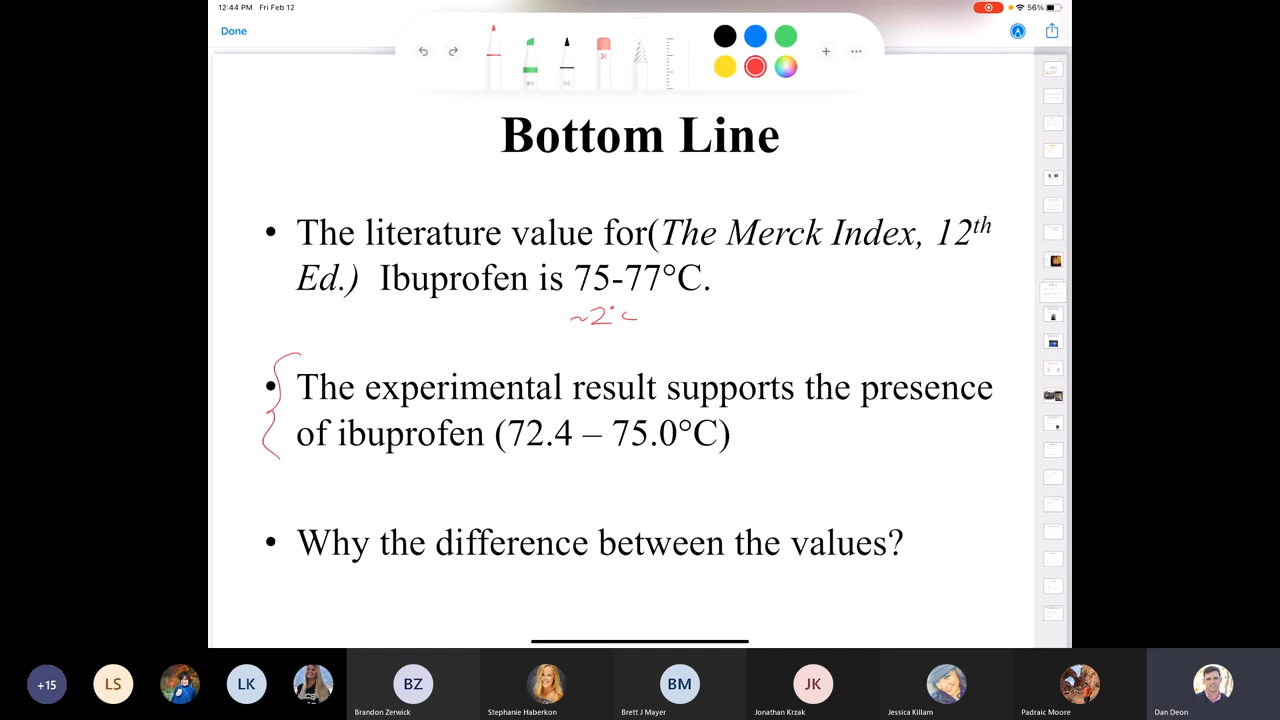 12:44 PM Fri Feb 12
56%
Done
Bottom Line
• The literature value for(The Merck Index, 12th
Ed.) Ibuprofen is 75-77°C.
~2°C
• The experimental result supports the presence
of ibuprofen (72.4 – 75.0°C)
• Why the difference between the values?
+15
LS
LK
BZ
BM
JK
Brandon Zerwick
Stephanie Haberkon
Brett J Mayer
Jonathan Krzak
Jessica Killam
Padraic Moore
Dan Deon